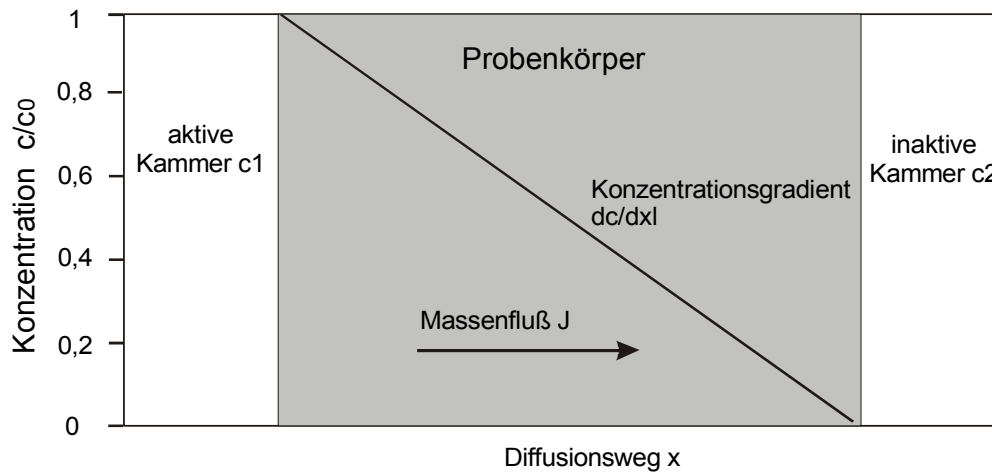 Konzentration c/c0
1
0,8
0,6
0,4
0,2
0
aktive
Kammer c1
Probenkörper
Konzentrationsgradient
dc/dxl
Massenfluß J
inaktive
Kammer c2
Diffusionsweg x